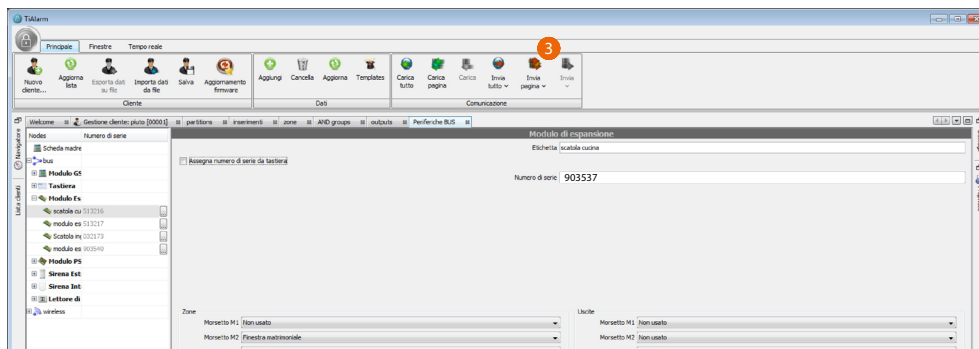 TiAlarm
Principale Finestre Tempo reale
3
Nuovo cliente... Aggiorna lista Esporta dati su file Importa dati da file Salva Aggiornamento firmware Aggiungi Cancella Aggiorna Templates Carica tutto Carica pagina Carica Invia tutto Invia pagina Invia
Cliente Dati Comunicazione
Welcome Gestione cliente: pluto [00001] partitions inserimenti zone AND groups outputs Periferiche BUS
Navigatore
Lista clienti
Nodes Numero di serie
Scheda madre
bus
Modulo GS
Tastiera
Modulo Es
scatola cu 513216
modulo es 513217
Scatola ing 032173
modulo es 903540
Modulo PS
Sirena Est
Sirena Int
Lettore di
wireless
Modulo di espansione
Etichetta scatola cucina
Assegna numero di serie da tastiera
Numero di serie 903537
Zone Uscite
Morsetto M1 Non usato Morsetto M1 Non usato
Morsetto M2 Finestra matrimoniale Morsetto M2 Non usato